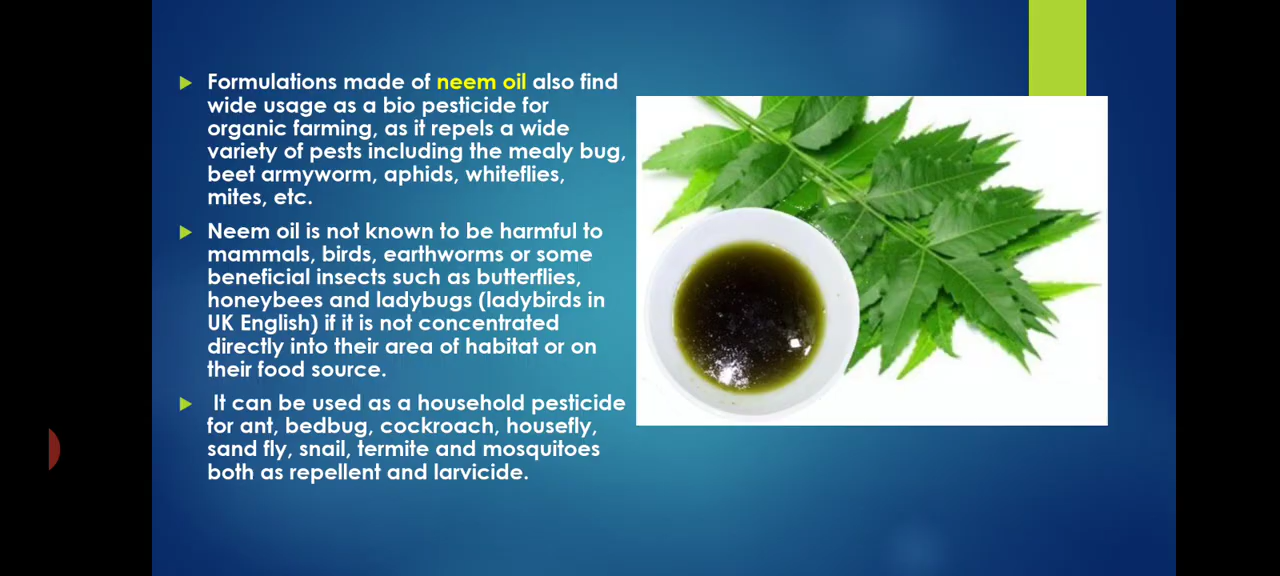 Formulations made of neem oil also find
wide usage as a bio pesticide for
organic farming, as it repels a wide
variety of pests including the mealy bug,
beet armyworm, aphids, whiteflies,
mites, etc.
Neem oil is not known to be harmful to
mammals, birds, earthworms or some
beneficial insects such as butterflies,
honeybees and ladybugs (ladybirds in
UK English) if it is not concentrated
directly into their area of habitat or on
their food source.
It can be used as a household pesticide
for ant, bedbug, cockroach, housefly,
sand fly, snail, termite and mosquitoes
both as repellent and larvicide.